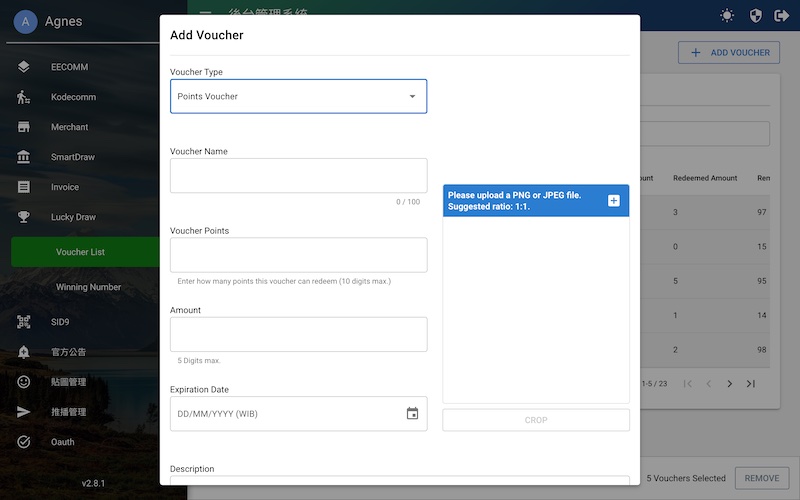 A Agnes
EECOMM
Kodecomm
Merchant
SmartDraw
Invoice
Lucky Draw
Voucher List
Winning Number
SID9
官方公告
貼圖管理
推播管理
Oauth
v2.8.1
後台管理系統
Add Voucher
Voucher Type
Points Voucher
Voucher Name
0 / 100
Voucher Points
Enter how many points this voucher can redeem (10 digits max.)
Amount
5 Digits max.
Expiration Date
DD/MM/YYYY (WIB)
Description
Please upload a PNG or JPEG file.
Suggested ratio: 1:1.
CROP
ADD VOUCHER
Redeemed Amount
3 97
0 15
5 95
1 14
2 98
1-5 / 23
5 Vouchers Selected REMOVE